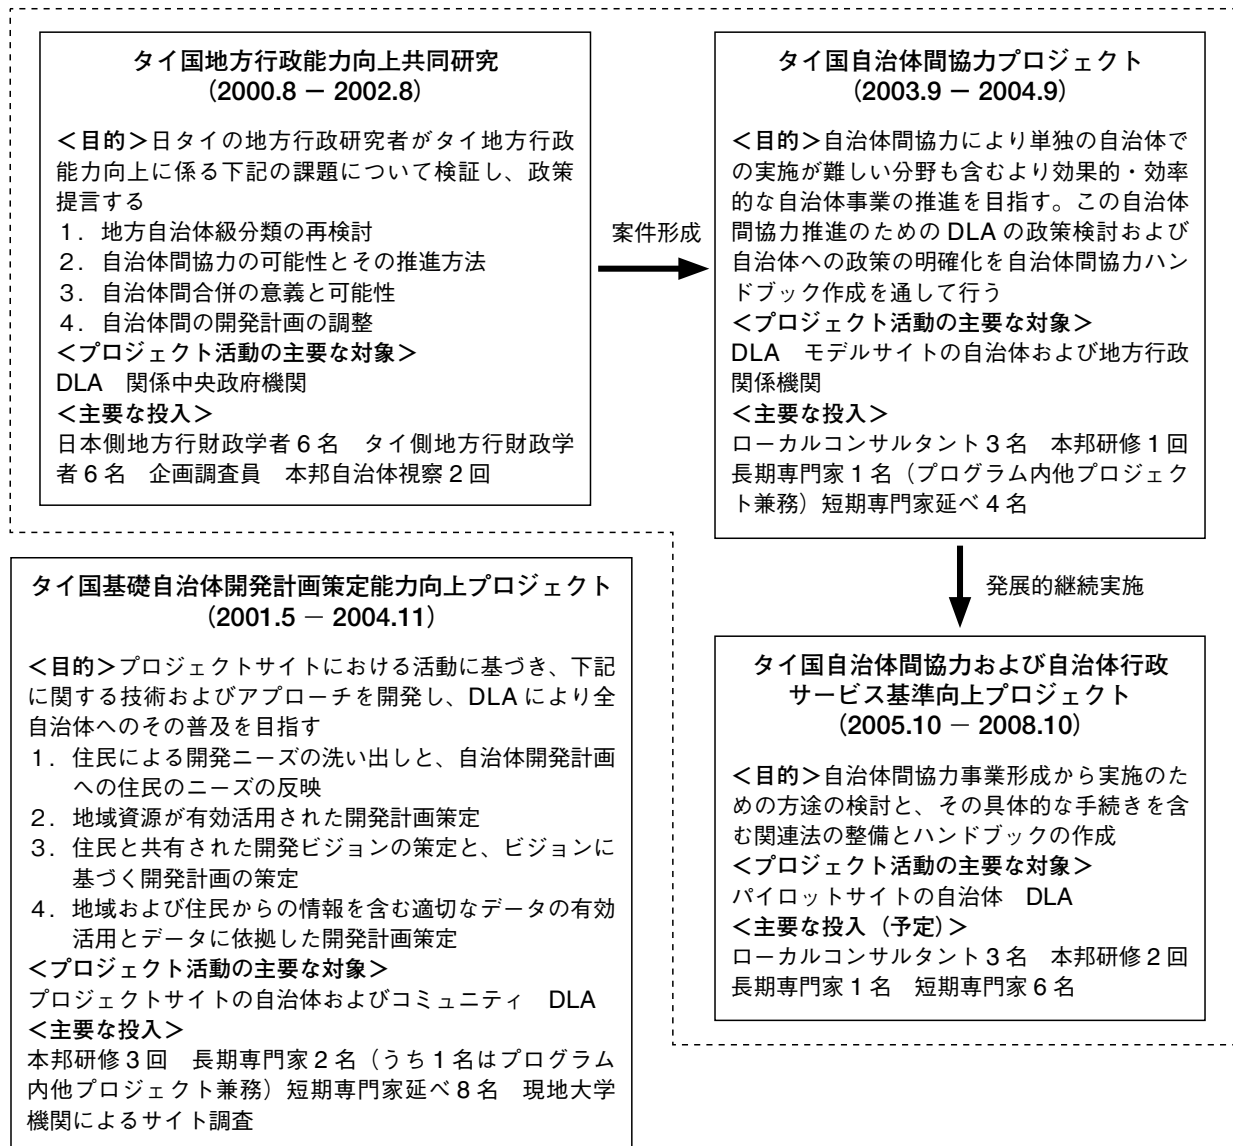 タイ国地方行政能力向上共同研究
(2000.8 − 2002.8)
＜目的＞日タイの地方行政研究者がタイ地方行政
能力向上に係る下記の課題について検証し、政策
提言する
1．地方自治体級分類の再検討
2．自治体間協力の可能性とその推進方法
3．自治体間合併の意義と可能性
4．自治体間の開発計画の調整
＜プロジェクト活動の主要な対象＞
DLA　関係中央政府機関
＜主要な投入＞
日本側地方行財政学者 6 名　タイ側地方行財政学
者 6 名　企画調査員　本邦自治体視察 2 回
案件形成
タイ国自治体間協力プロジェクト
(2003.9 − 2004.9)
＜目的＞自治体間協力により単独の自治体で
の実施が難しい分野も含むより効果的・効率
的な自治体事業の推進を目指す。この自治体
間協力推進のための DLA の政策検討および
自治体への政策の明確化を自治体間協力ハン
ドブック作成を通して行う
＜プロジェクト活動の主要な対象＞
DLA　モデルサイトの自治体および地方行政
関係機関
＜主要な投入＞
ローカルコンサルタント 3 名　本邦研修 1 回
長期専門家 1 名（プログラム内他プロジェク
ト兼務）短期専門家延べ 4 名
発展的継続実施
タイ国自治体間協力および自治体行政
サービス基準向上プロジェクト
(2005.10 − 2008.10)
＜目的＞自治体間協力事業形成から実施のた
めの方途の検討と、その具体的な手続きを含
む関連法の整備とハンドブックの作成
＜プロジェクト活動の主要な対象＞
パイロットサイトの自治体　DLA
＜主要な投入（予定）＞
ローカルコンサルタント 3 名　本邦研修 2 回
長期専門家 1 名　短期専門家 6 名
タイ国基礎自治体開発計画策定能力向上プロジェクト
(2001.5 − 2004.11)
＜目的＞プロジェクトサイトにおける活動に基づき、下記
に関する技術およびアプローチを開発し、DLA により全
自治体へのその普及を目指す
1．住民による開発ニーズの洗い出しと、自治体開発計画
への住民のニーズの反映
2．地域資源が有効活用された開発計画策定
3．住民と共有された開発ビジョンの策定と、ビジョンに
基づく開発計画の策定
4．地域および住民からの情報を含む適切なデータの有効
活用とデータに依拠した開発計画策定
＜プロジェクト活動の主要な対象＞
プロジェクトサイトの自治体およびコミュニティ　DLA
＜主要な投入＞
本邦研修 3 回　長期専門家 2 名（うち 1 名はプログラム
内他プロジェクト兼務）短期専門家延べ 8 名　現地大学
機関によるサイト調査